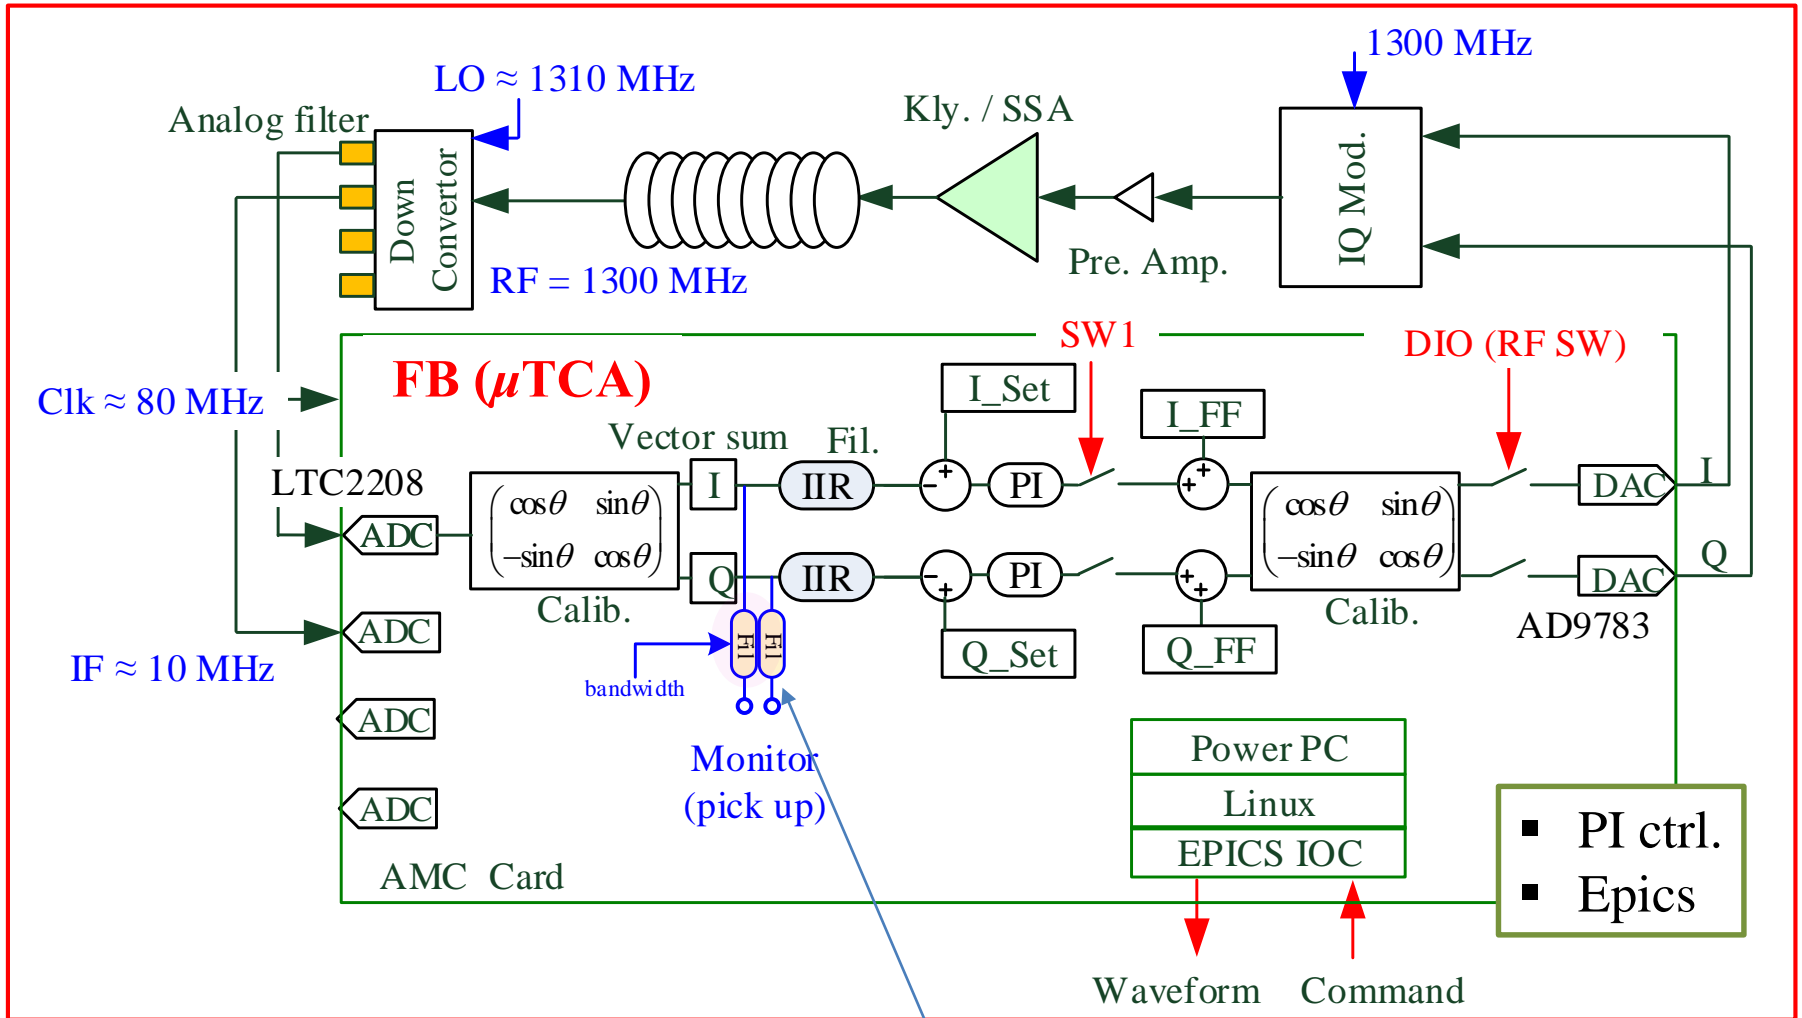 1300 MHz
LO ≈ 1310 MHz
Kly. / SSA
Analog filter
Down
Convertor
IQ Mod.
Pre. Amp.
RF = 1300 MHz
SW1
DIO (RF SW)
FB (μTCA)
Clk ≈ 80 MHz
I_Set
I_FF
Vector sum
Fil.
LTC2208
I
IIR
−
+
PI
+
+
DAC
I
ADC
cosθ sinθ
−sinθ cosθ
cosθ sinθ
−sinθ cosθ
Q
IIR
−
+
PI
+
+
DAC
Q
Calib.
Calib.
AD9783
ADC
Fil
Fil
Q_Set
Q_FF
IF ≈ 10 MHz
bandwidth
ADC
Monitor
(pick up)
Power PC
Linux
EPICS IOC
ADC
AMC Card
▪ PI ctrl.
▪ Epics
Waveform
Command